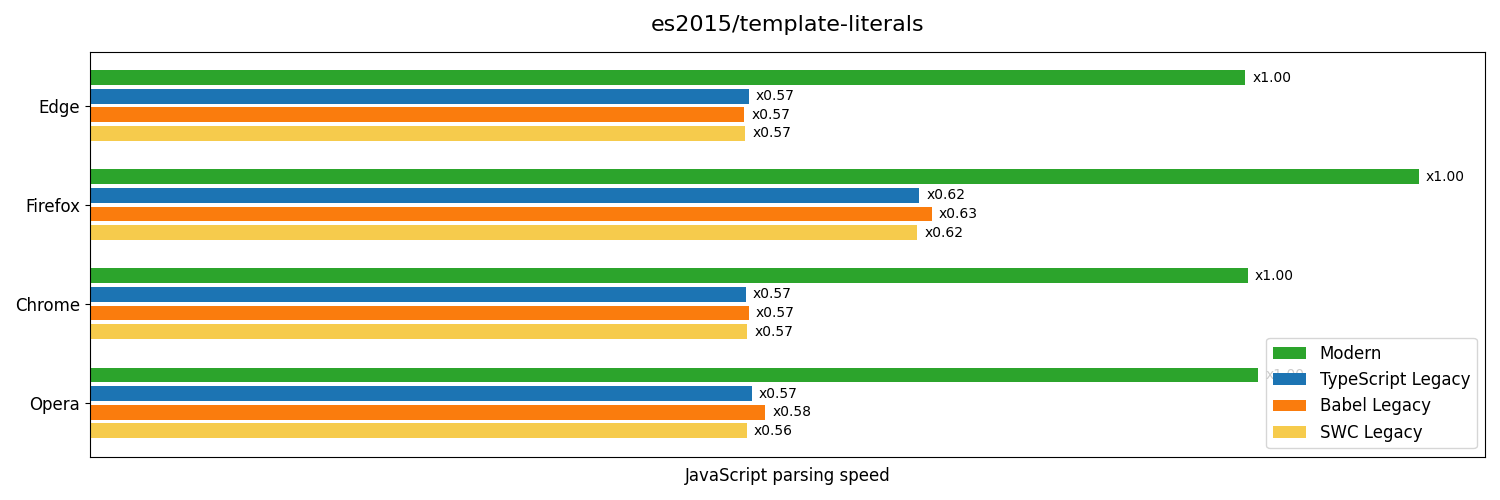 es2015/template-literals
Edge
x1.00
x0.57
x0.57
x0.57
Firefox
x1.00
x0.62
x0.63
x0.62
Chrome
x1.00
x0.57
x0.57
x0.57
Opera
x1.00
x0.57
x0.58
x0.56
Modern
TypeScript Legacy
Babel Legacy
SWC Legacy
JavaScript parsing speed